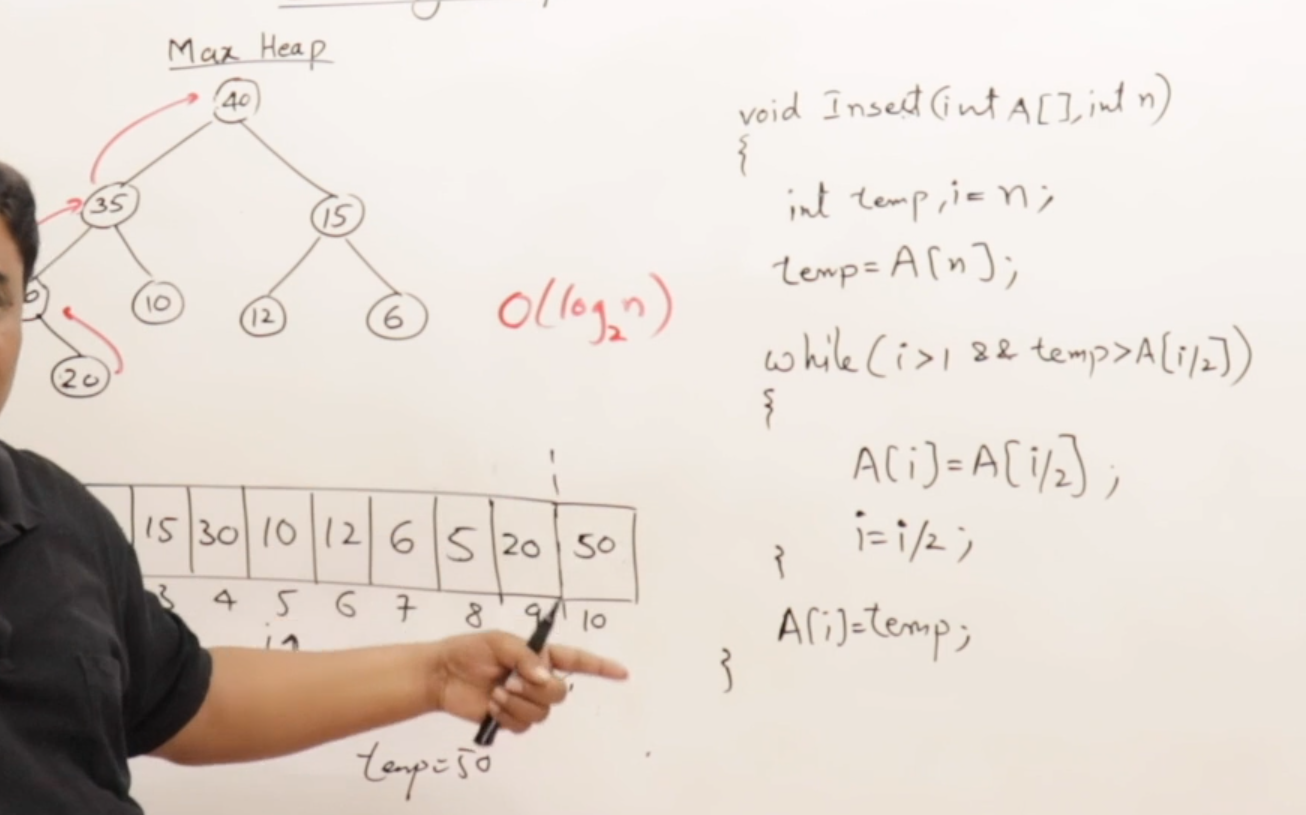 Max Heap
40
35
15
10
12
6
20
O(log₂n)
15 30 10 12 6 5 20 50
3 4 5 6 7 8 9 10
i
temp=50
void Insert(int A[], int n)
{
int temp, i = n;
temp = A[n];
while(i>1 && temp>A[i/2])
{
A[i]=A[i/2];
i=i/2;
}
A[i]=temp;
}